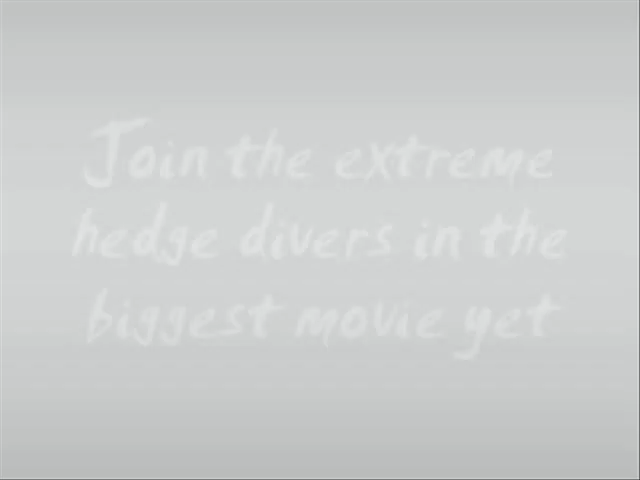 Join the extreme
hedge divers in the
biggest movie yet